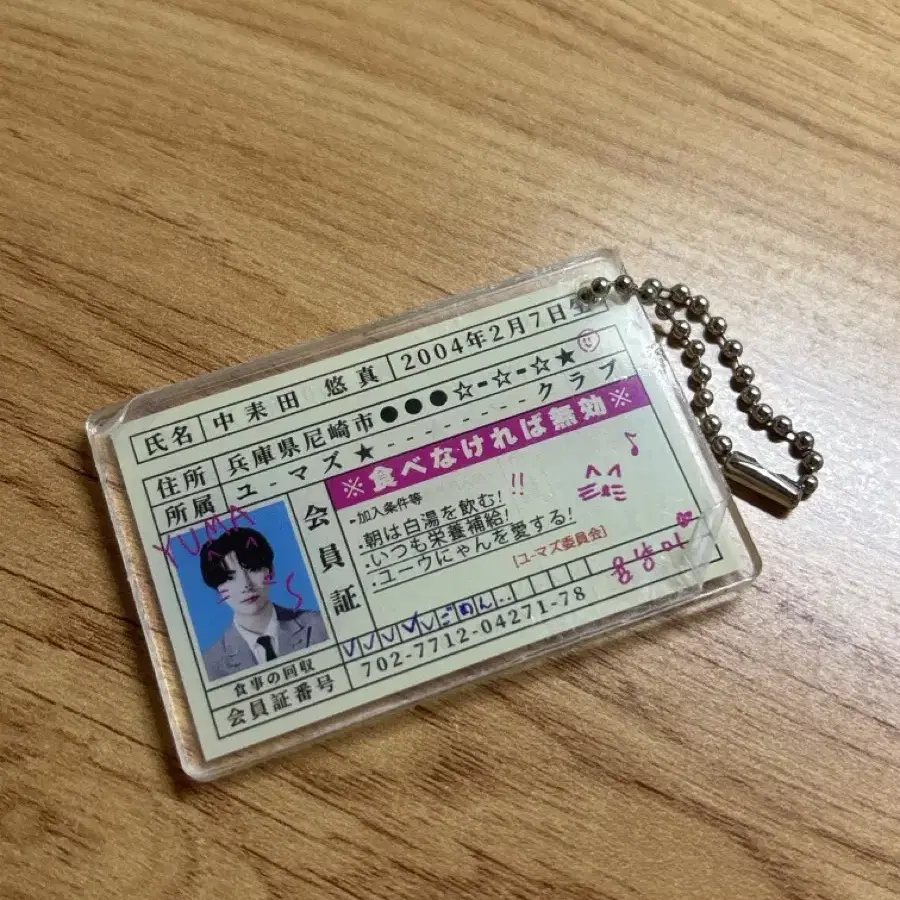 氏名 中耒田 悠真 2004年2月7日生
住所 兵庫県尼崎市●●●☆-☆-☆★
所属 ユーマズ★--------クラブ
YUMA
会員証
※食べなければ無効※
-加入条件等
・朝は白湯を飲む! !!
・いつも栄養補給!
・ユーウにゃんを愛する!
[ユーマズ委員会]
食事の回収 ✓✓✓✓✓ごめん..
会員証番号 702-7712-04271-78